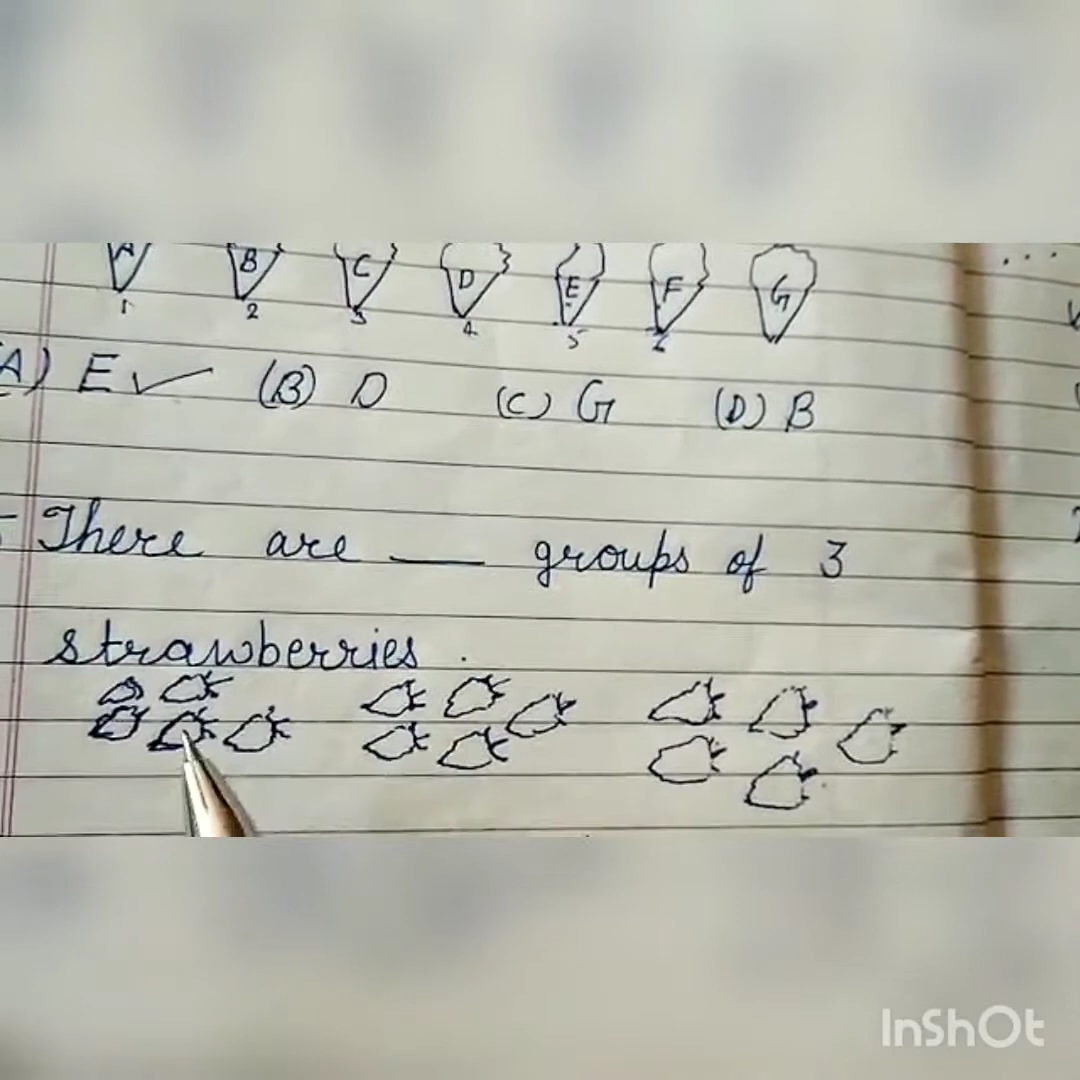 A B C D E F G
1 2 3 4 5 6
A) E ✓ (B) D (C) G (D) B
There are ___ groups of 3
strawberries.
InShOt